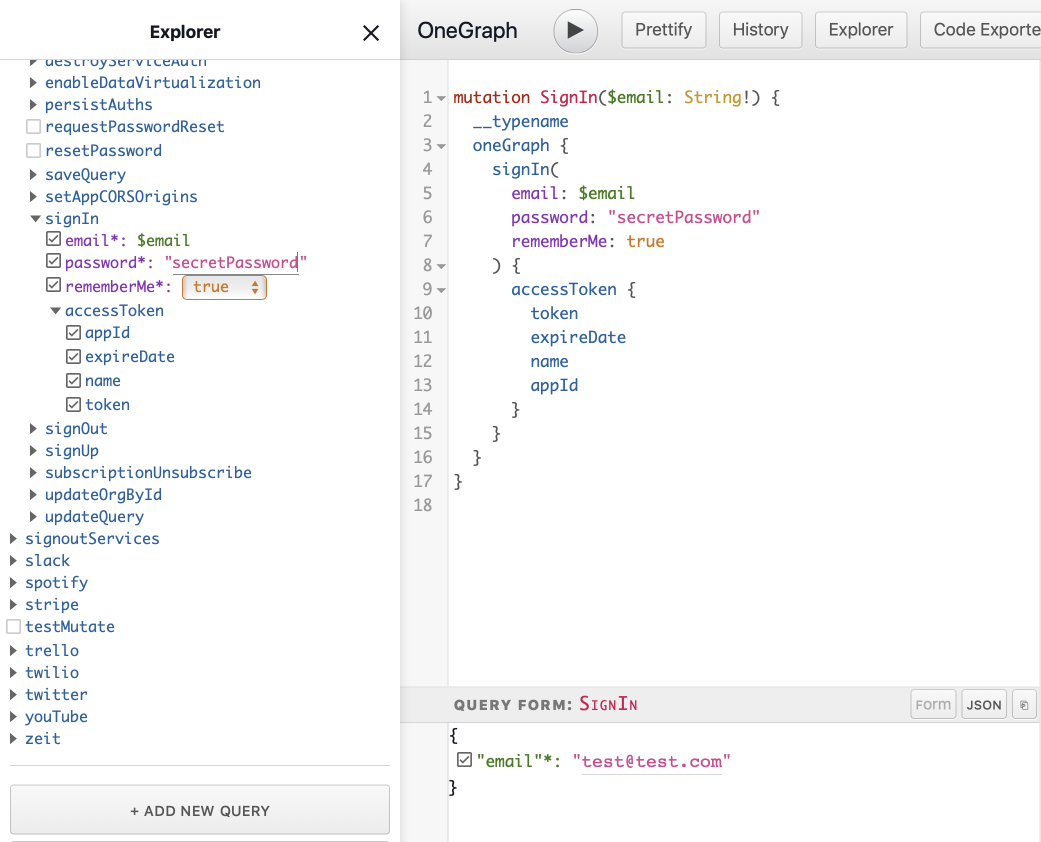 Explorer
destroyServiceAuth
enableDataVirtualization
persistAuths
requestPasswordReset
resetPassword
saveQuery
setAppCORSOrigins
signIn
email*: $email
password*: "secretPassword"
rememberMe*: true
accessToken
appId
expireDate
name
token
signOut
signUp
subscriptionUnsubscribe
updateOrgById
updateQuery
signoutServices
slack
spotify
stripe
testMutate
trello
twilio
twitter
youTube
zeit
+ ADD NEW QUERY
OneGraph
Prettify
History
Explorer
Code Exporte
1 mutation SignIn($email: String!) {
2 __typename
3 oneGraph {
4 signIn(
5 email: $email
6 password: "secretPassword"
7 rememberMe: true
8 ) {
9 accessToken {
10 token
11 expireDate
12 name
13 appId
14 }
15 }
16 }
17 }
18
QUERY FORM: SIGNIN
Form
JSON
{
"email"*: "test@test.com"
}